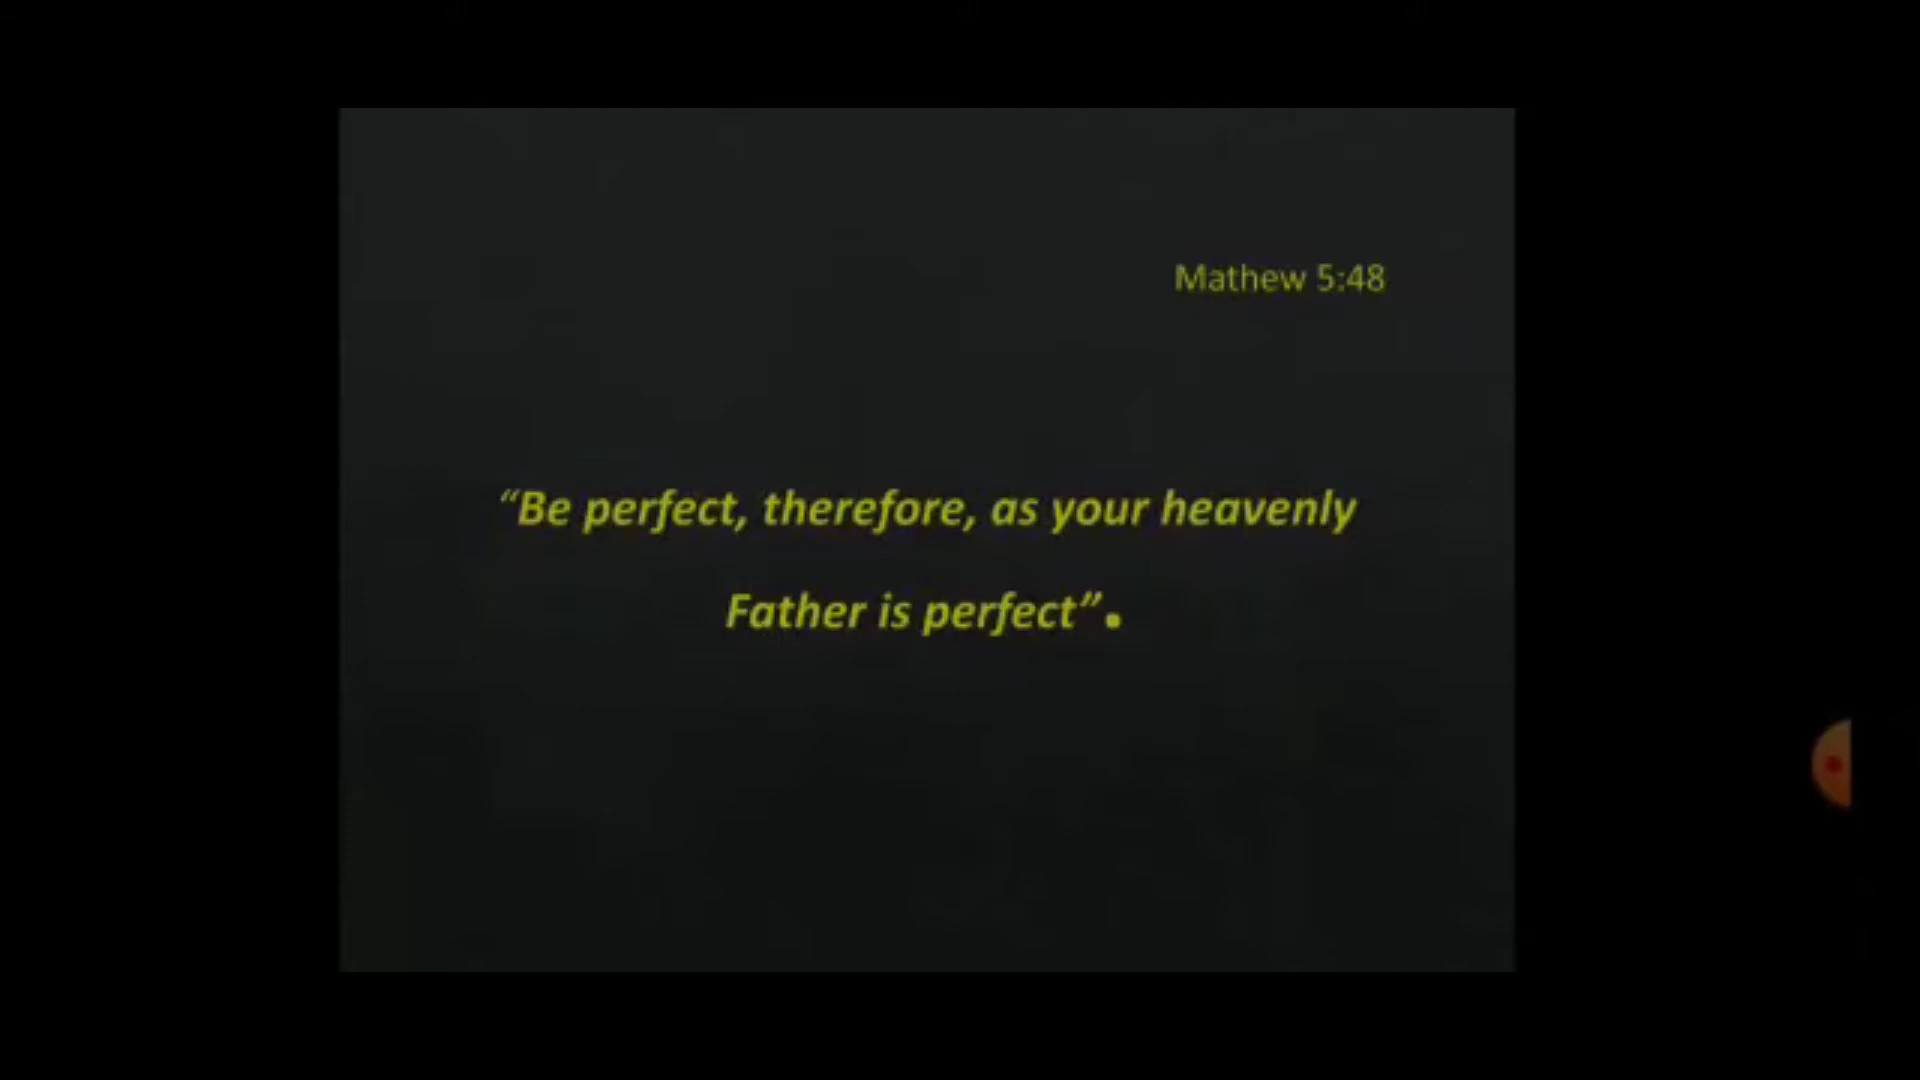 Mathew 5:48
“Be perfect, therefore, as your heavenly
Father is perfect”.